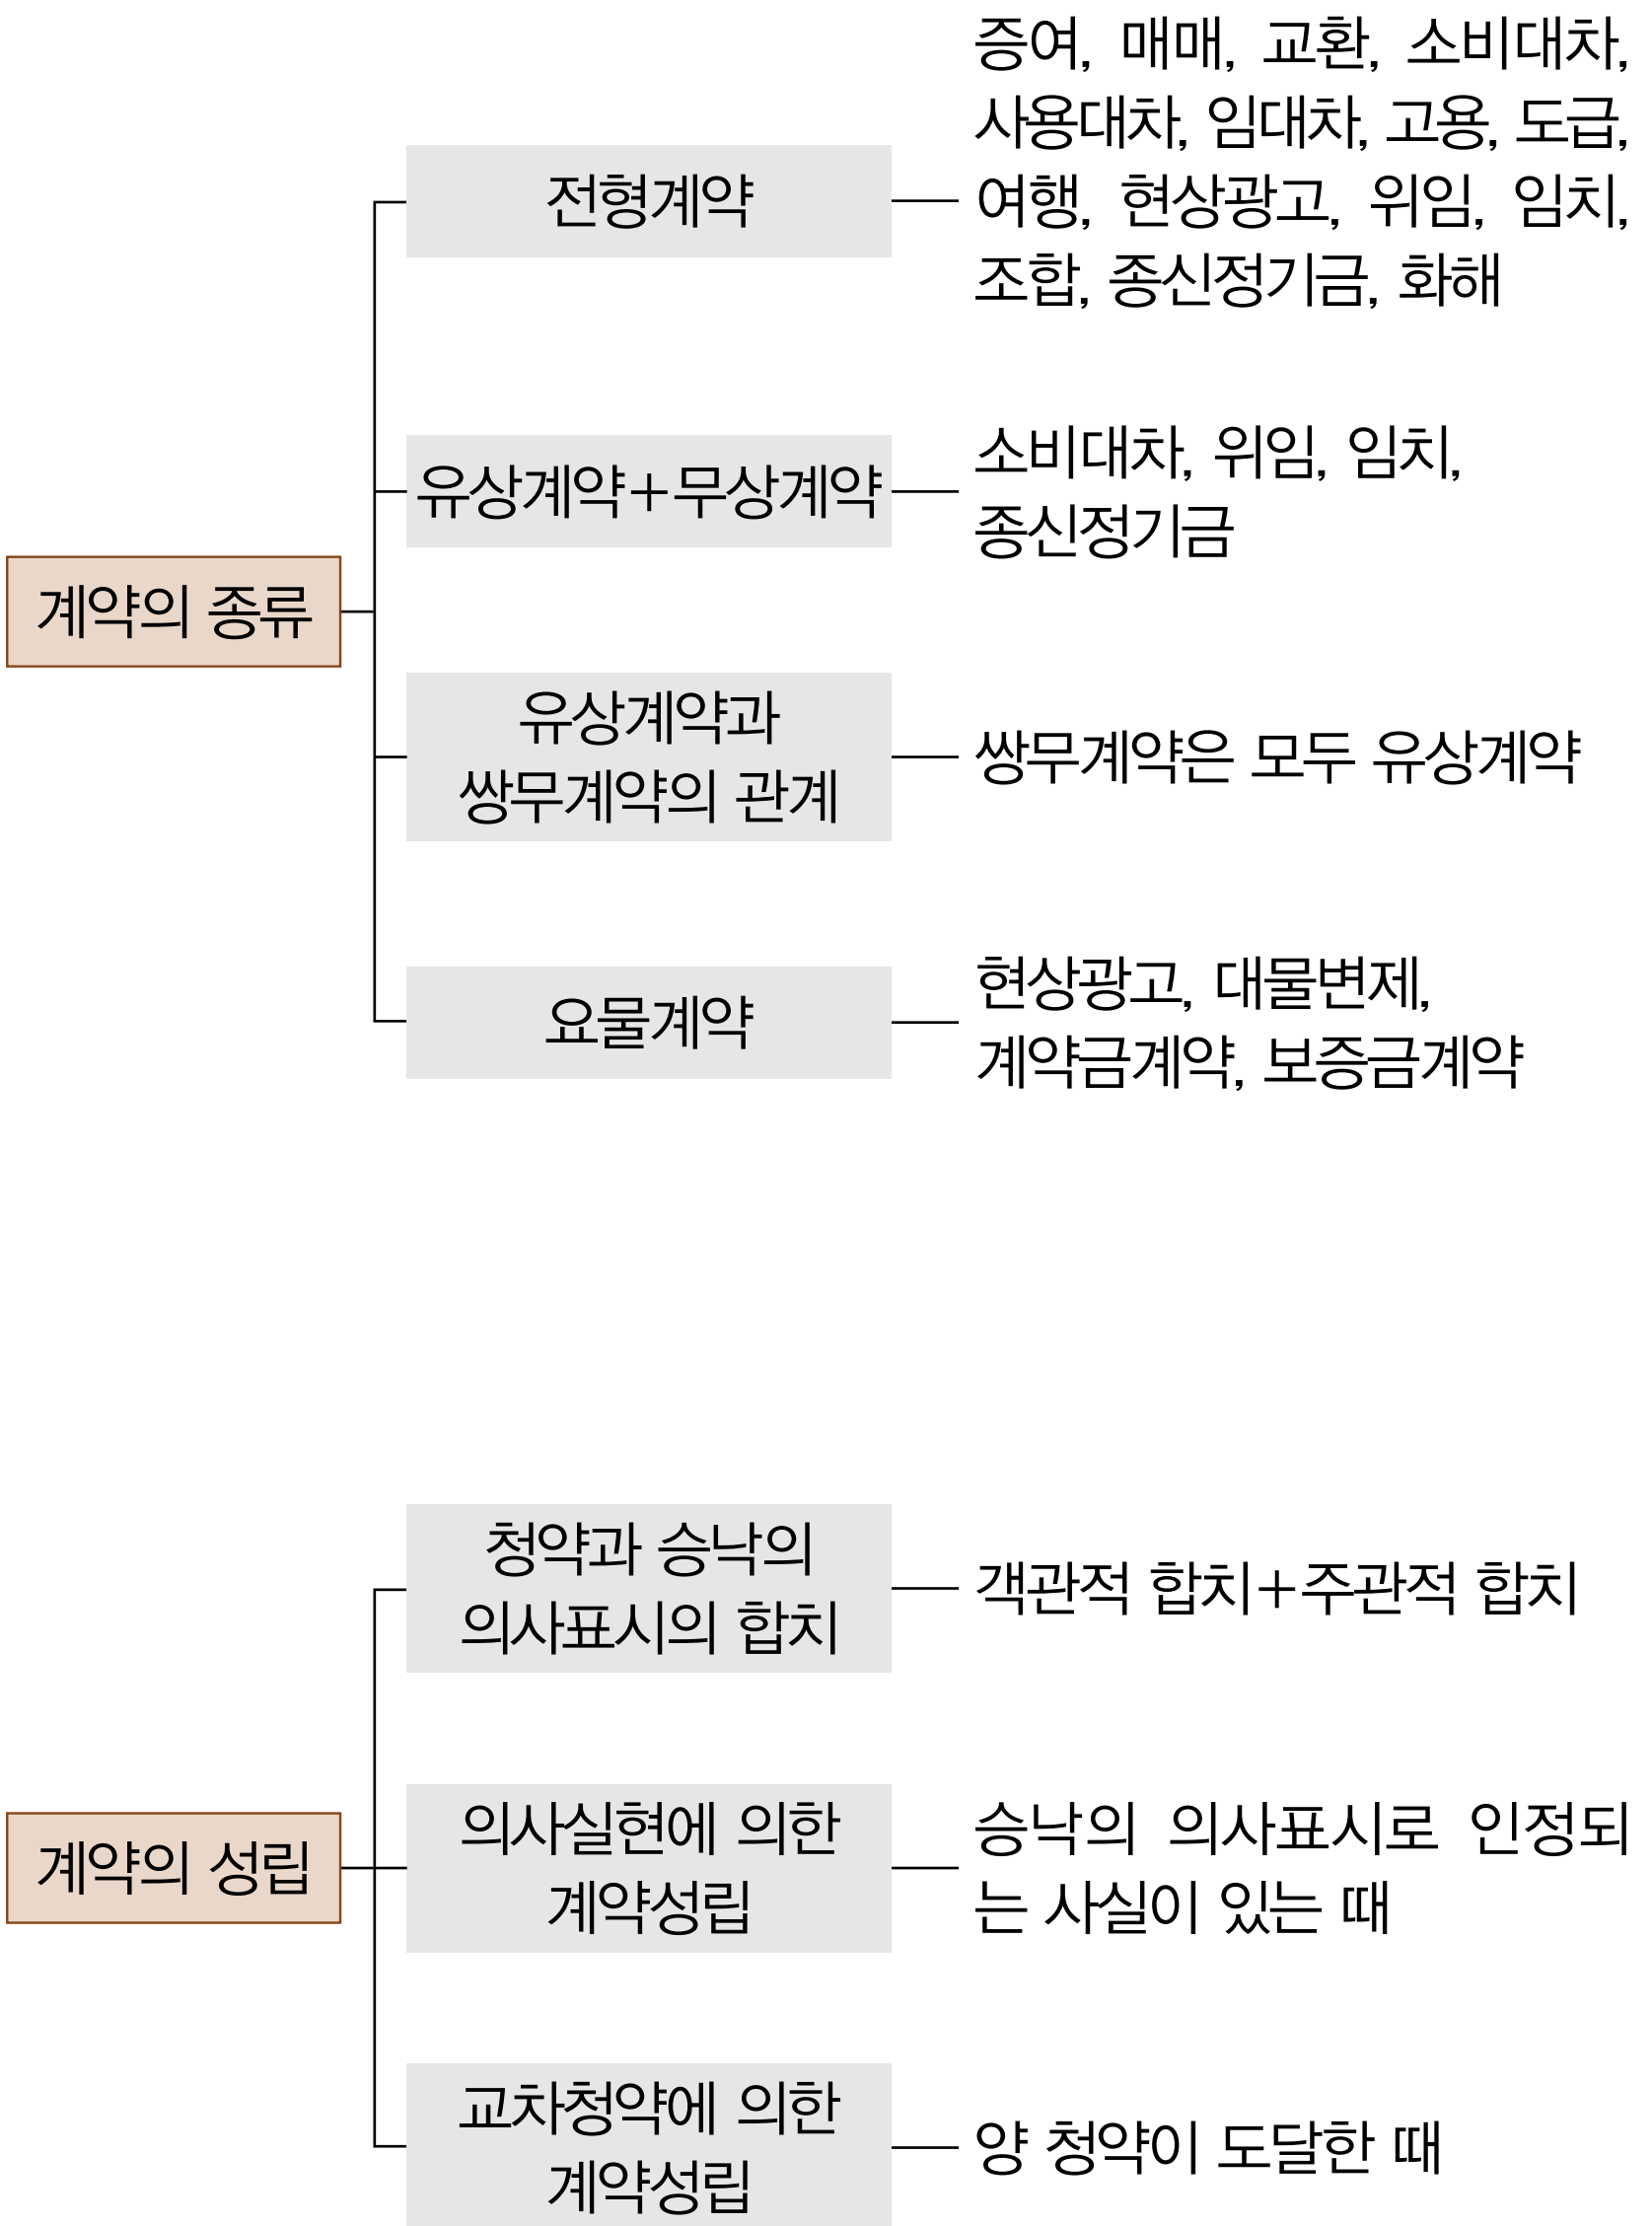 계약의 종류
전형계약
증여, 매매, 교환, 소비대차,
사용대차, 임대차, 고용, 도급,
여행, 현상광고, 위임, 임치,
조합, 종신정기금, 화해
유상계약+무상계약
소비대차, 위임, 임치,
종신정기금
유상계약과
쌍무계약의 관계
쌍무계약은 모두 유상계약
요물계약
현상광고, 대물변제,
계약금계약, 보증금계약
계약의 성립
청약과 승낙의
의사표시의 합치
객관적 합치+주관적 합치
의사실현에 의한
계약성립
승낙의 의사표시로 인정되
는 사실이 있는 때
교차청약에 의한
계약성립
양 청약이 도달한 때